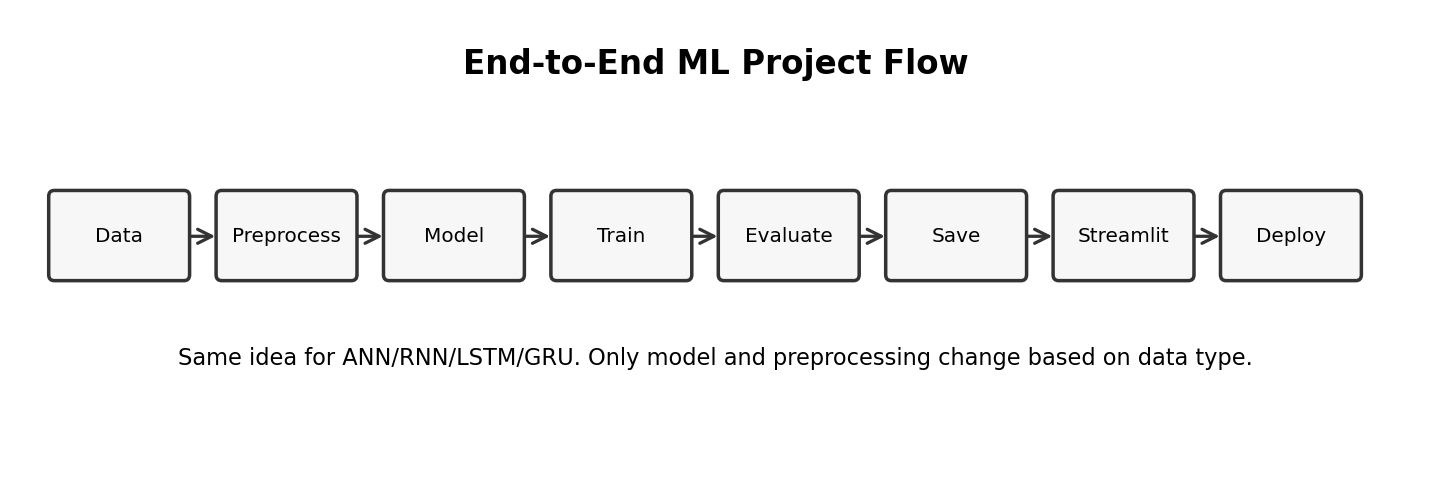 End-to-End ML Project Flow
Data
Preprocess
Model
Train
Evaluate
Save
Streamlit
Deploy
Same idea for ANN/RNN/LSTM/GRU. Only model and preprocessing change based on data type.